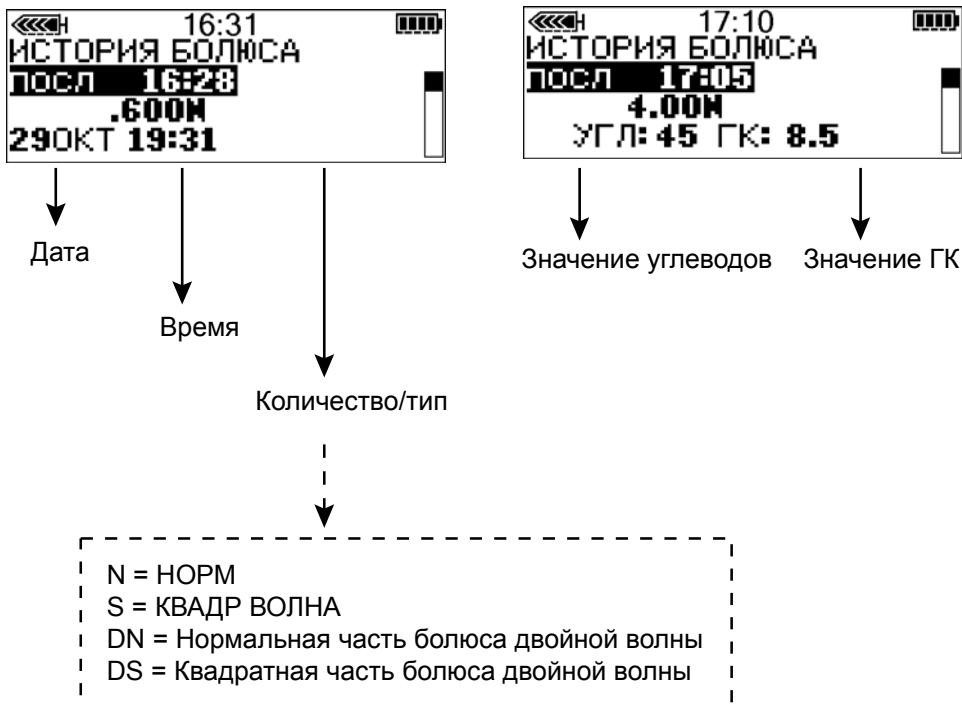 16:31
ИСТОРИЯ БОЛЮСА
ПОСЛ 16:28
.600N
29ОКТ 19:31
17:10
ИСТОРИЯ БОЛЮСА
ПОСЛ 17:05
4.00N
УГЛ: 45 ГК: 8.5
Дата
Время
Количество/тип
Значение углеводов
Значение ГК
N = НОРМ
S = КВАДР ВОЛНА
DN = Нормальная часть болюса двойной волны
DS = Квадратная часть болюса двойной волны